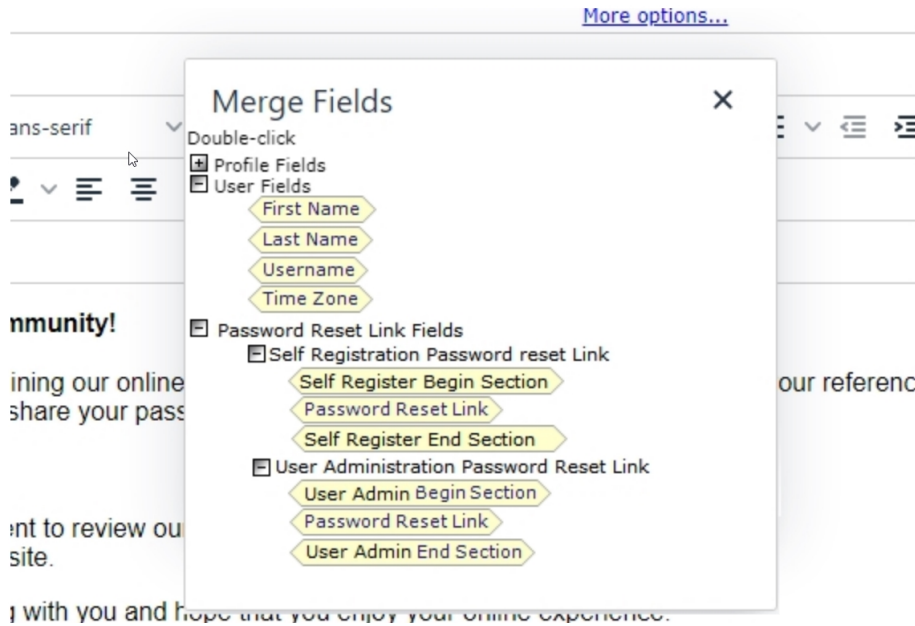 More options...
Merge Fields
ans-serif
Double-click
Profile Fields
User Fields
First Name
Last Name
Username
Time Zone
mmunity!
Password Reset Link Fields
Self Registration Password reset Link
ining our online our referenc
Self Register Begin Section
share your pass
Password Reset Link
Self Register End Section
User Administration Password Reset Link
User Admin Begin Section
ent to review ou
Password Reset Link
site.
User Admin End Section
g with you and hope that you enjoy your online experience.